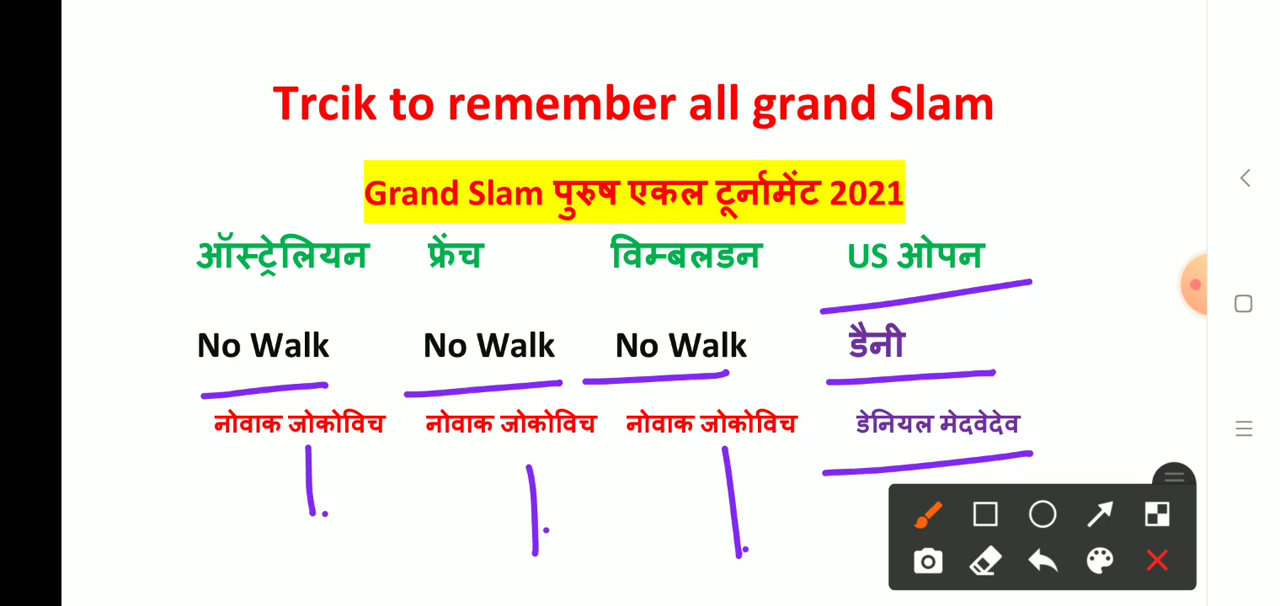 Trcik to remember all grand Slam
Grand Slam पुरुष एकल टूर्नामेंट 2021
ऑस्ट्रेलियन फ्रेंच विम्बलडन US ओपन
No Walk No Walk No Walk डैनी
नोवाक जोकोविच नोवाक जोकोविच नोवाक जोकोविच डेनियल मेदवेदेव